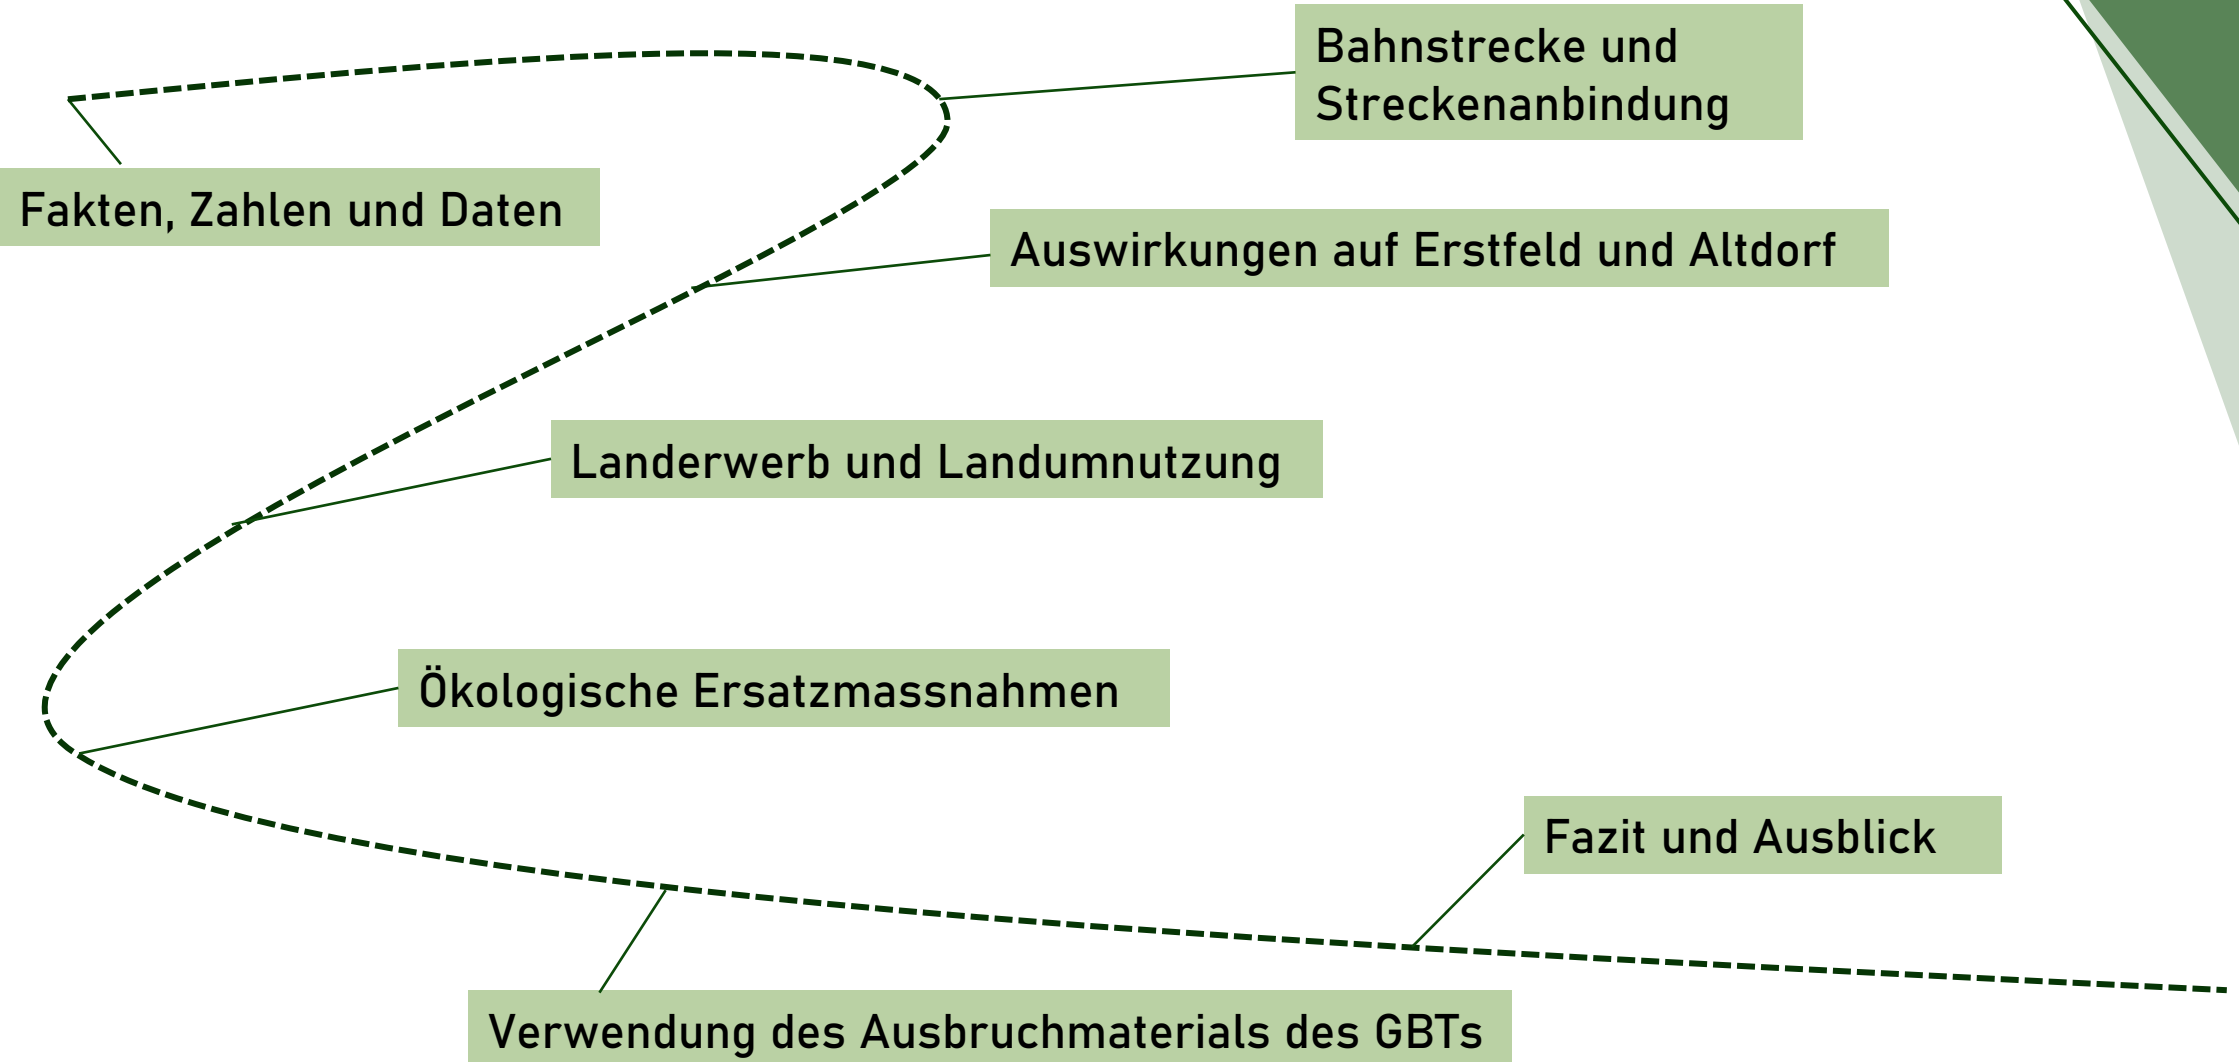 Fakten, Zahlen und Daten
Bahnstrecke und
Streckenanbindung
Auswirkungen auf Erstfeld und Altdorf
Landerwerb und Landumnutzung
Ökologische Ersatzmassnahmen
Verwendung des Ausbruchmaterials des GBTs
Fazit und Ausblick